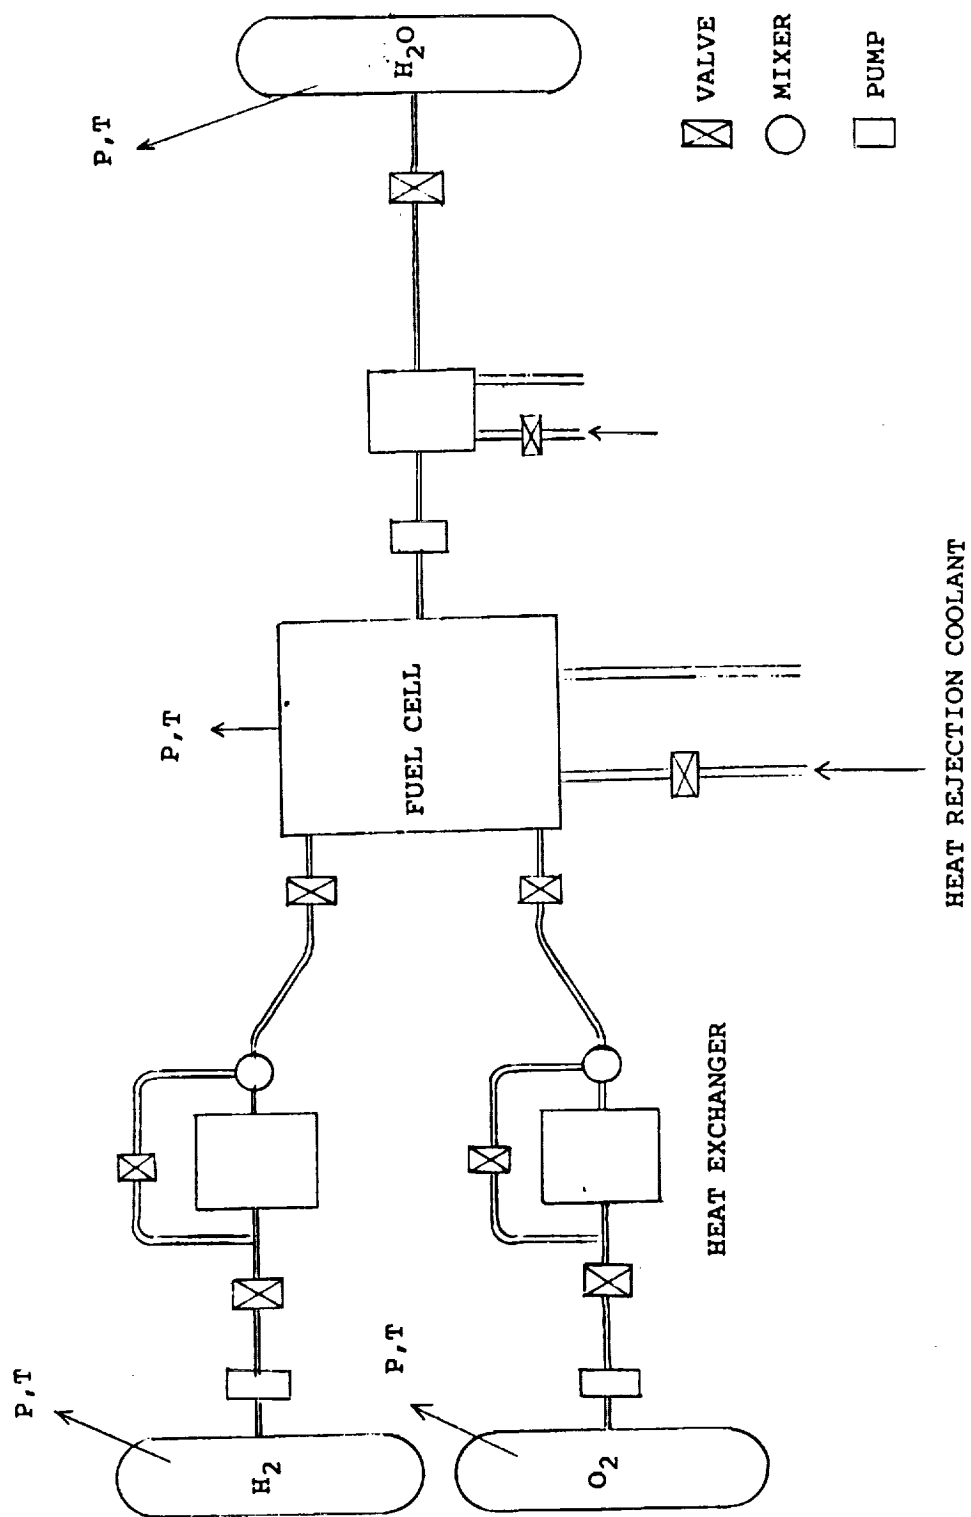 P,T
H2
P,T
O2
HEAT EXCHANGER
P,T
FUEL CELL
HEAT REJECTION COOLANT
P,T
H2O
VALVE
MIXER
PUMP